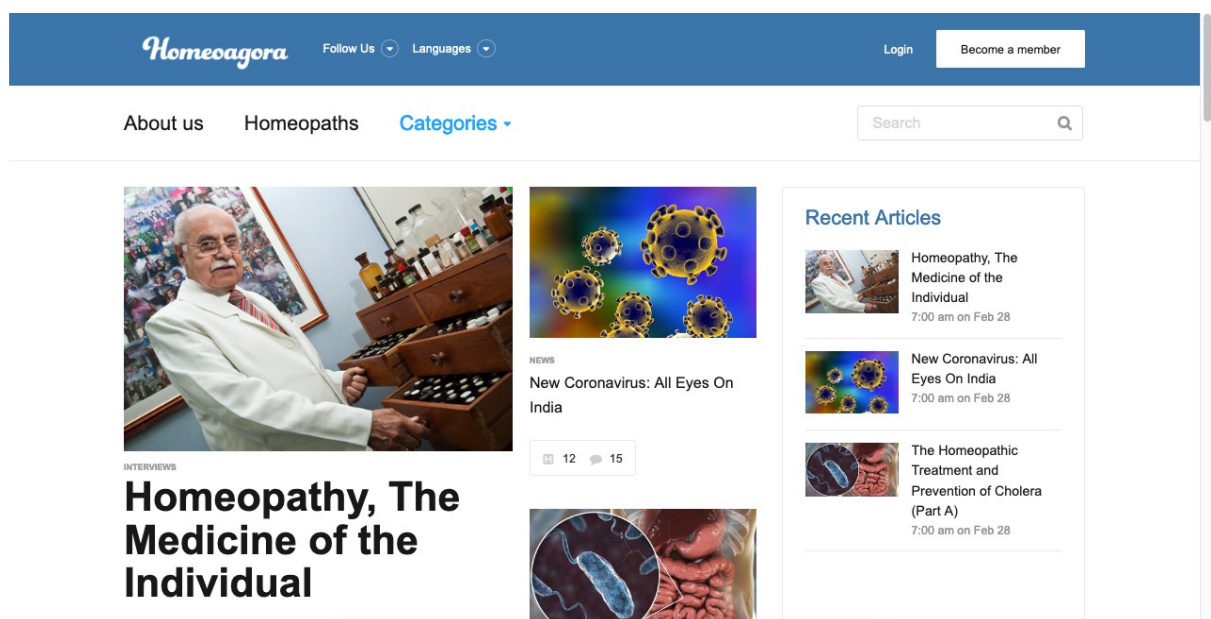 Homeoagora
Follow Us
Languages
Login
Become a member
About us
Homeopaths
Categories
Search
INTERVIEWS
Homeopathy, The
Medicine of the
Individual
NEWS
New Coronavirus: All Eyes On
India
12
15
Recent Articles
Homeopathy, The
Medicine of the
Individual
7:00 am on Feb 28
New Coronavirus: All
Eyes On India
7:00 am on Feb 28
The Homeopathic
Treatment and
Prevention of Cholera
(Part A)
7:00 am on Feb 28